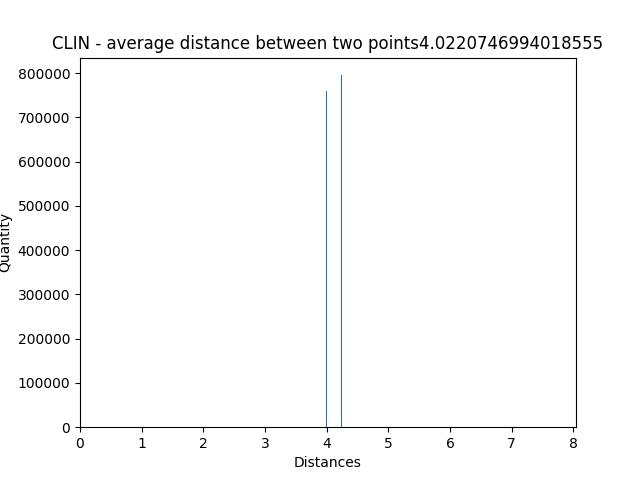 CLIN - average distance between two points4.0220746994018555
800000
700000
600000
500000
400000
300000
200000
100000
0
Quantity
0 1 2 3 4 5 6 7 8
Distances